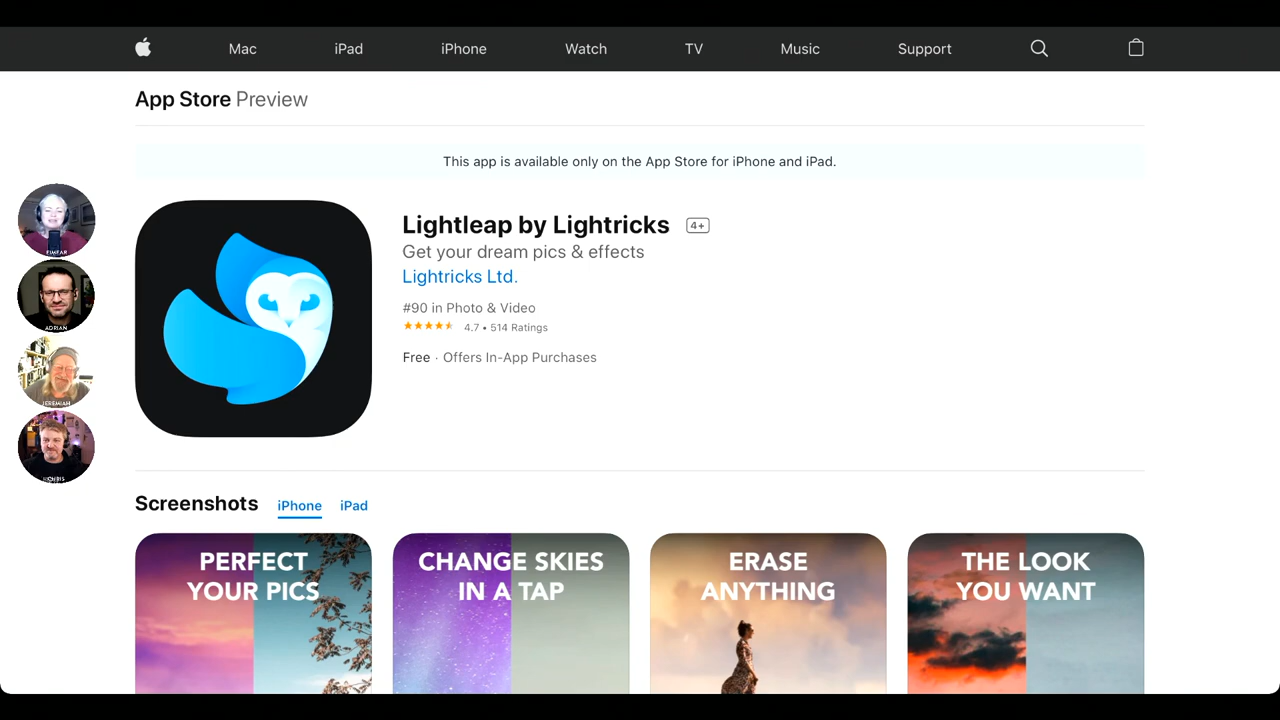 Mac iPad iPhone Watch TV Music Support
App Store Preview
This app is available only on the App Store for iPhone and iPad.
Lightleap by Lightricks 4+
Get your dream pics & effects
Lightricks Ltd.
#90 in Photo & Video
4.7 • 514 Ratings
Free · Offers In-App Purchases
ADRIAN
JEREMIAH
Screenshots iPhone iPad
PERFECT
YOUR PICS
CHANGE SKIES
IN A TAP
ERASE
ANYTHING
THE LOOK
YOU WANT